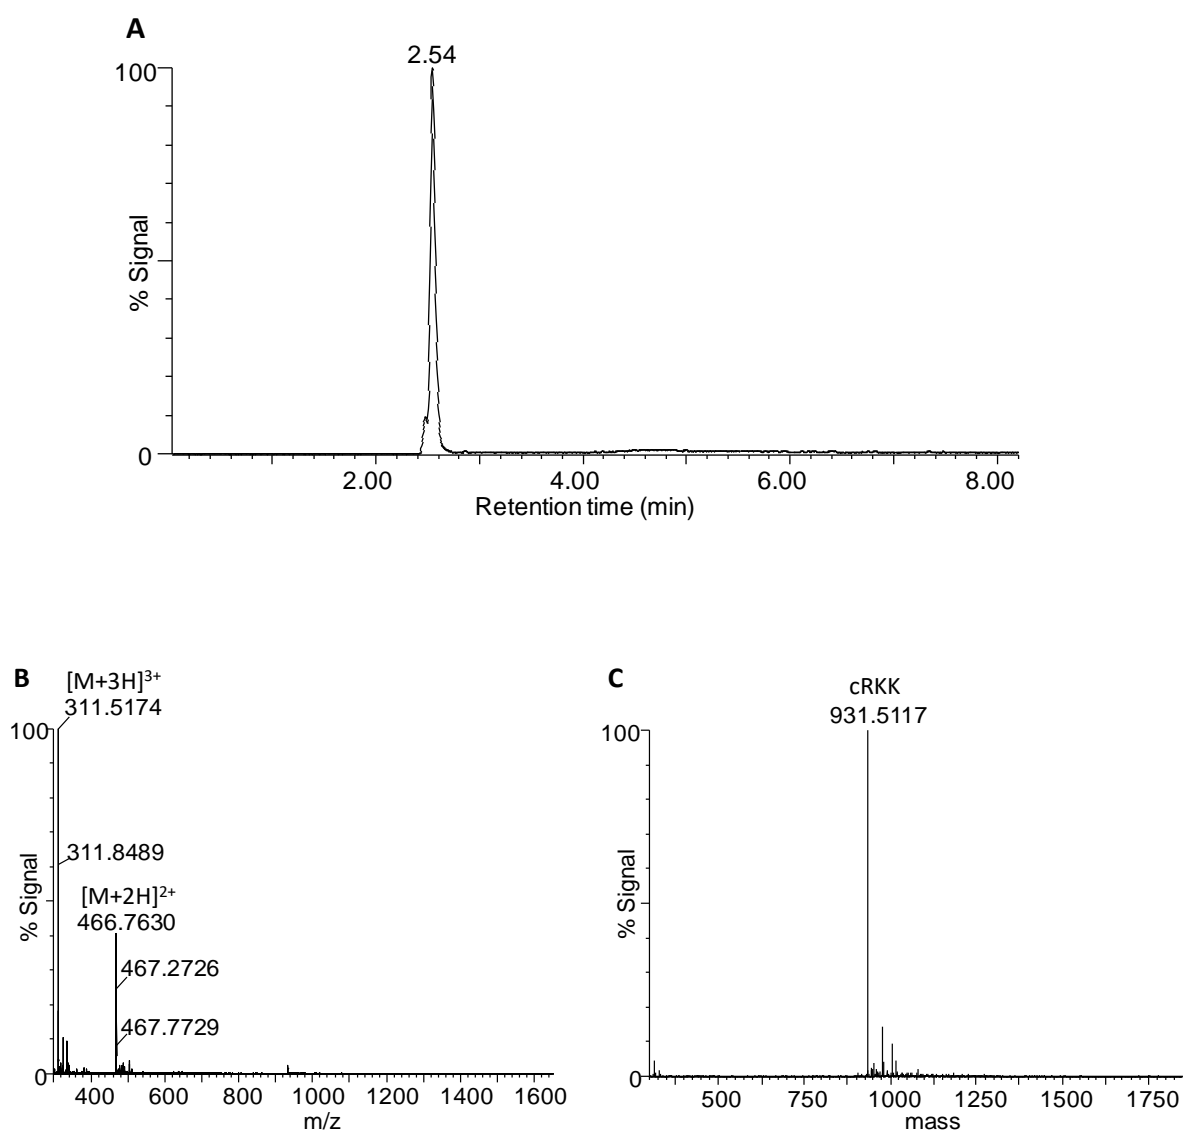 A
2.54
100
% Signal
0
2.00 4.00 6.00 8.00
Retention time (min)
B
[M+3H]3+
311.5174
100
311.8489
[M+2H]2+
466.7630
% Signal
467.2726
467.7729
0
400 600 800 1000 1200 1400 1600
m/z
C
cRKK
931.5117
100
% Signal
0
500 750 1000 1250 1500 1750
mass